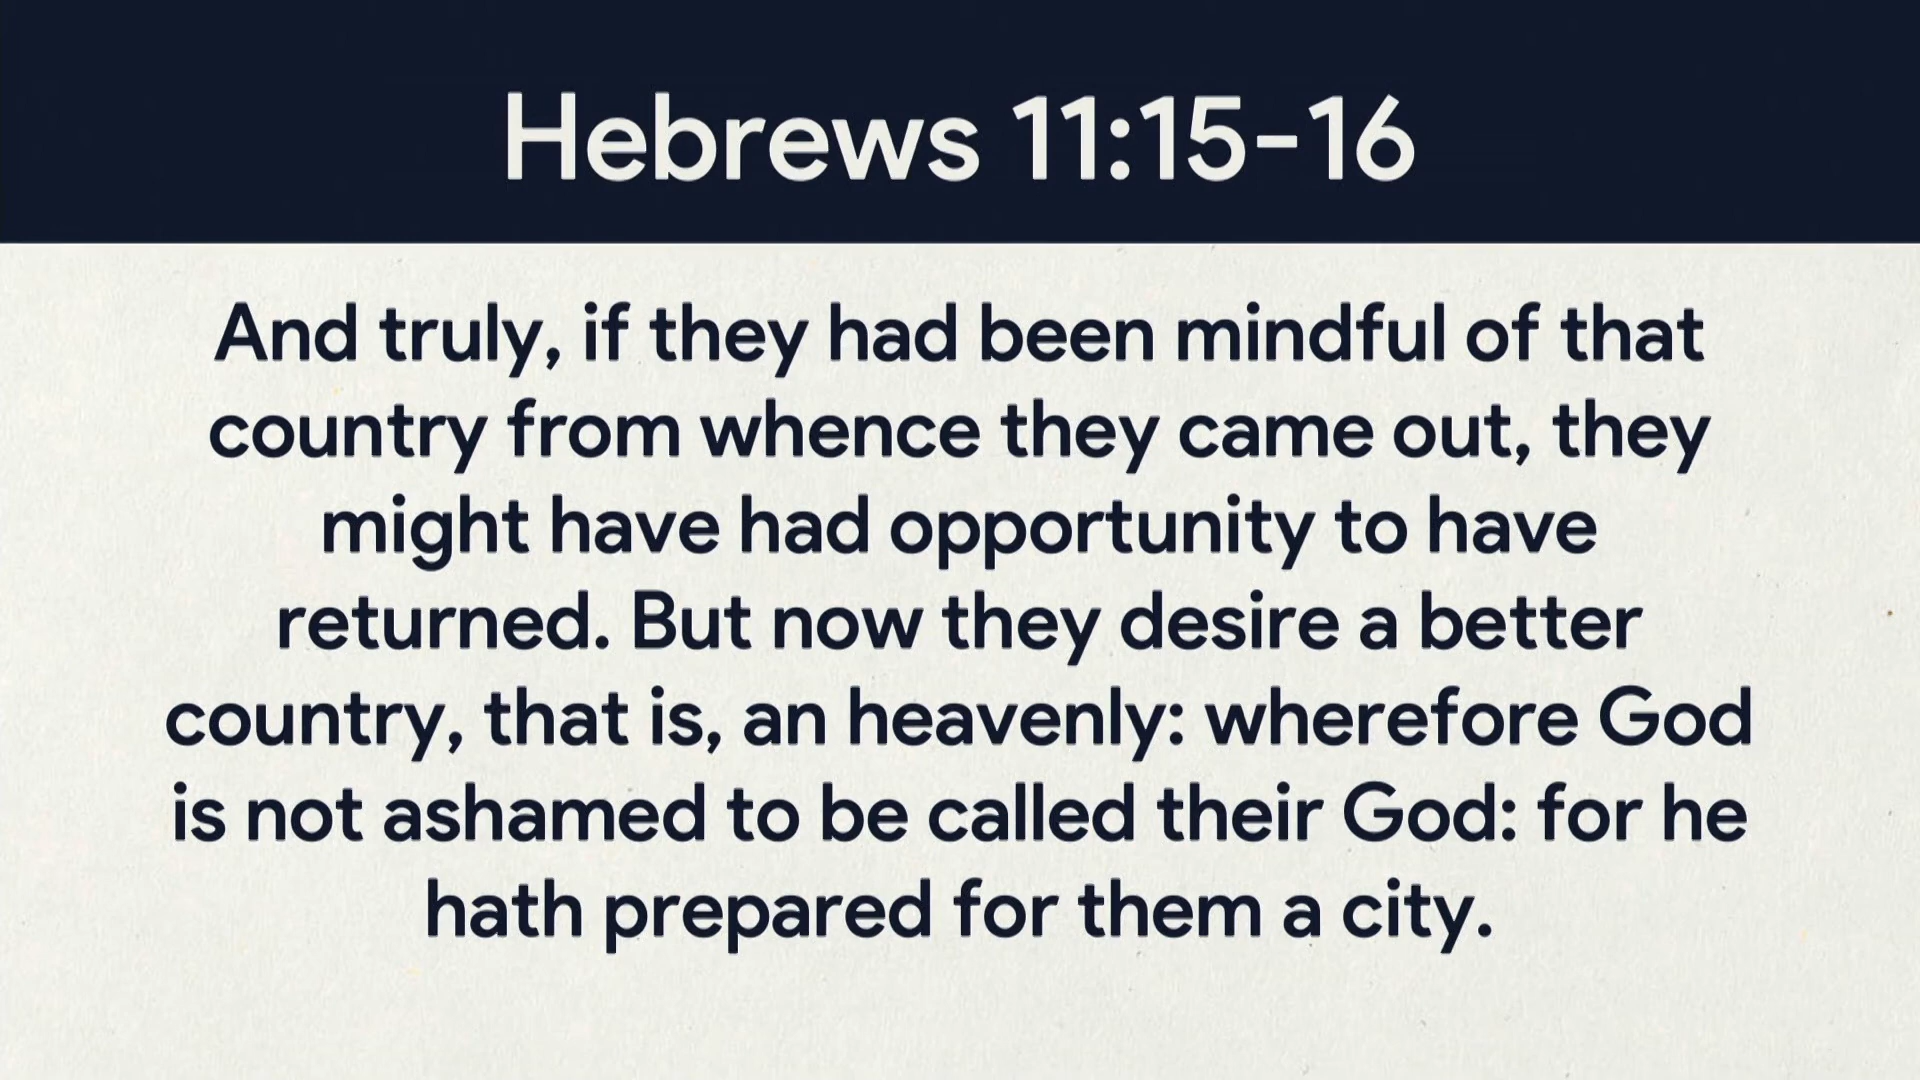 Hebrews 11:15-16
And truly, if they had been mindful of that
country from whence they came out, they
might have had opportunity to have
returned. But now they desire a better
country, that is, an heavenly: wherefore God
is not ashamed to be called their God: for he
hath prepared for them a city.